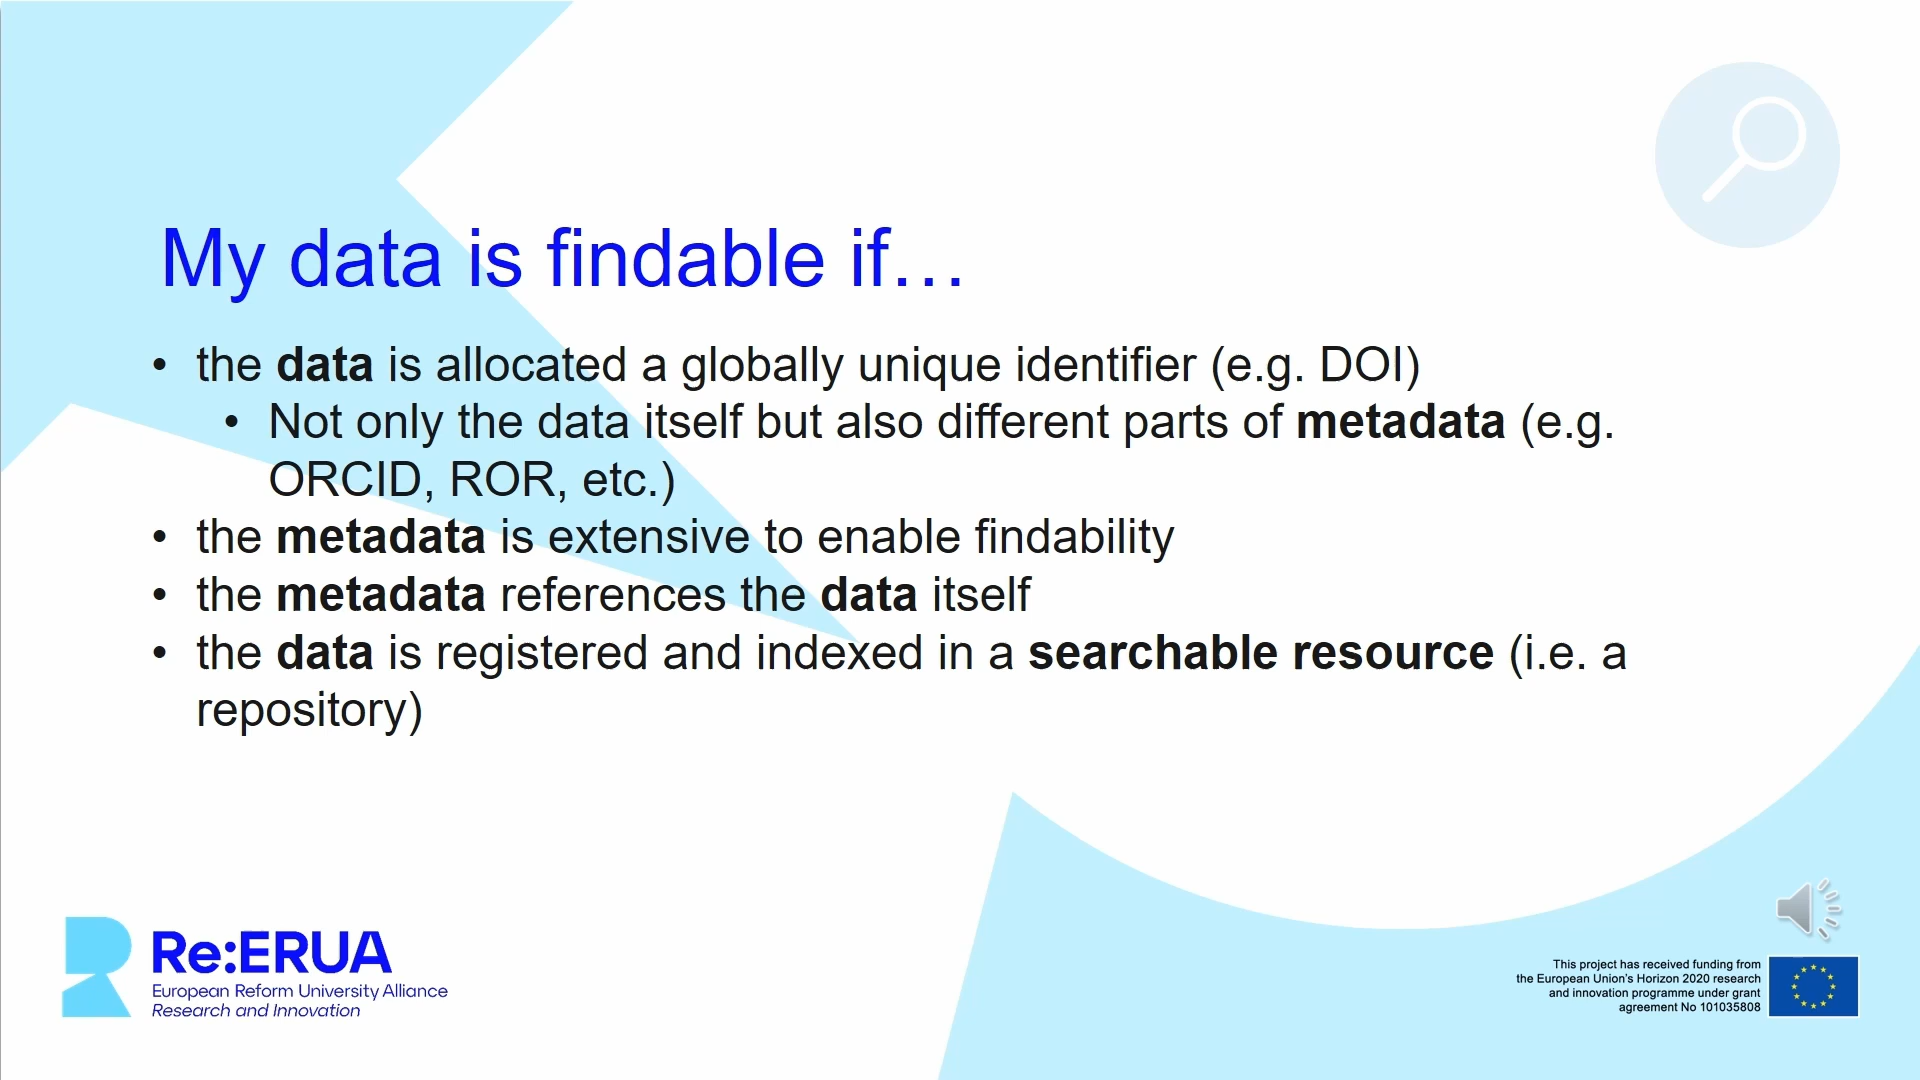 My data is findable if…
• the data is allocated a globally unique identifier (e.g. DOI)
• Not only the data itself but also different parts of metadata (e.g.
ORCID, ROR, etc.)
• the metadata is extensive to enable findability
• the metadata references the data itself
• the data is registered and indexed in a searchable resource (i.e. a
repository)
Re:ERUA
European Reform University Alliance
Research and Innovation
This project has received funding from
the European Union's Horizon 2020 research
and innovation programme under grant
agreement No 101035808